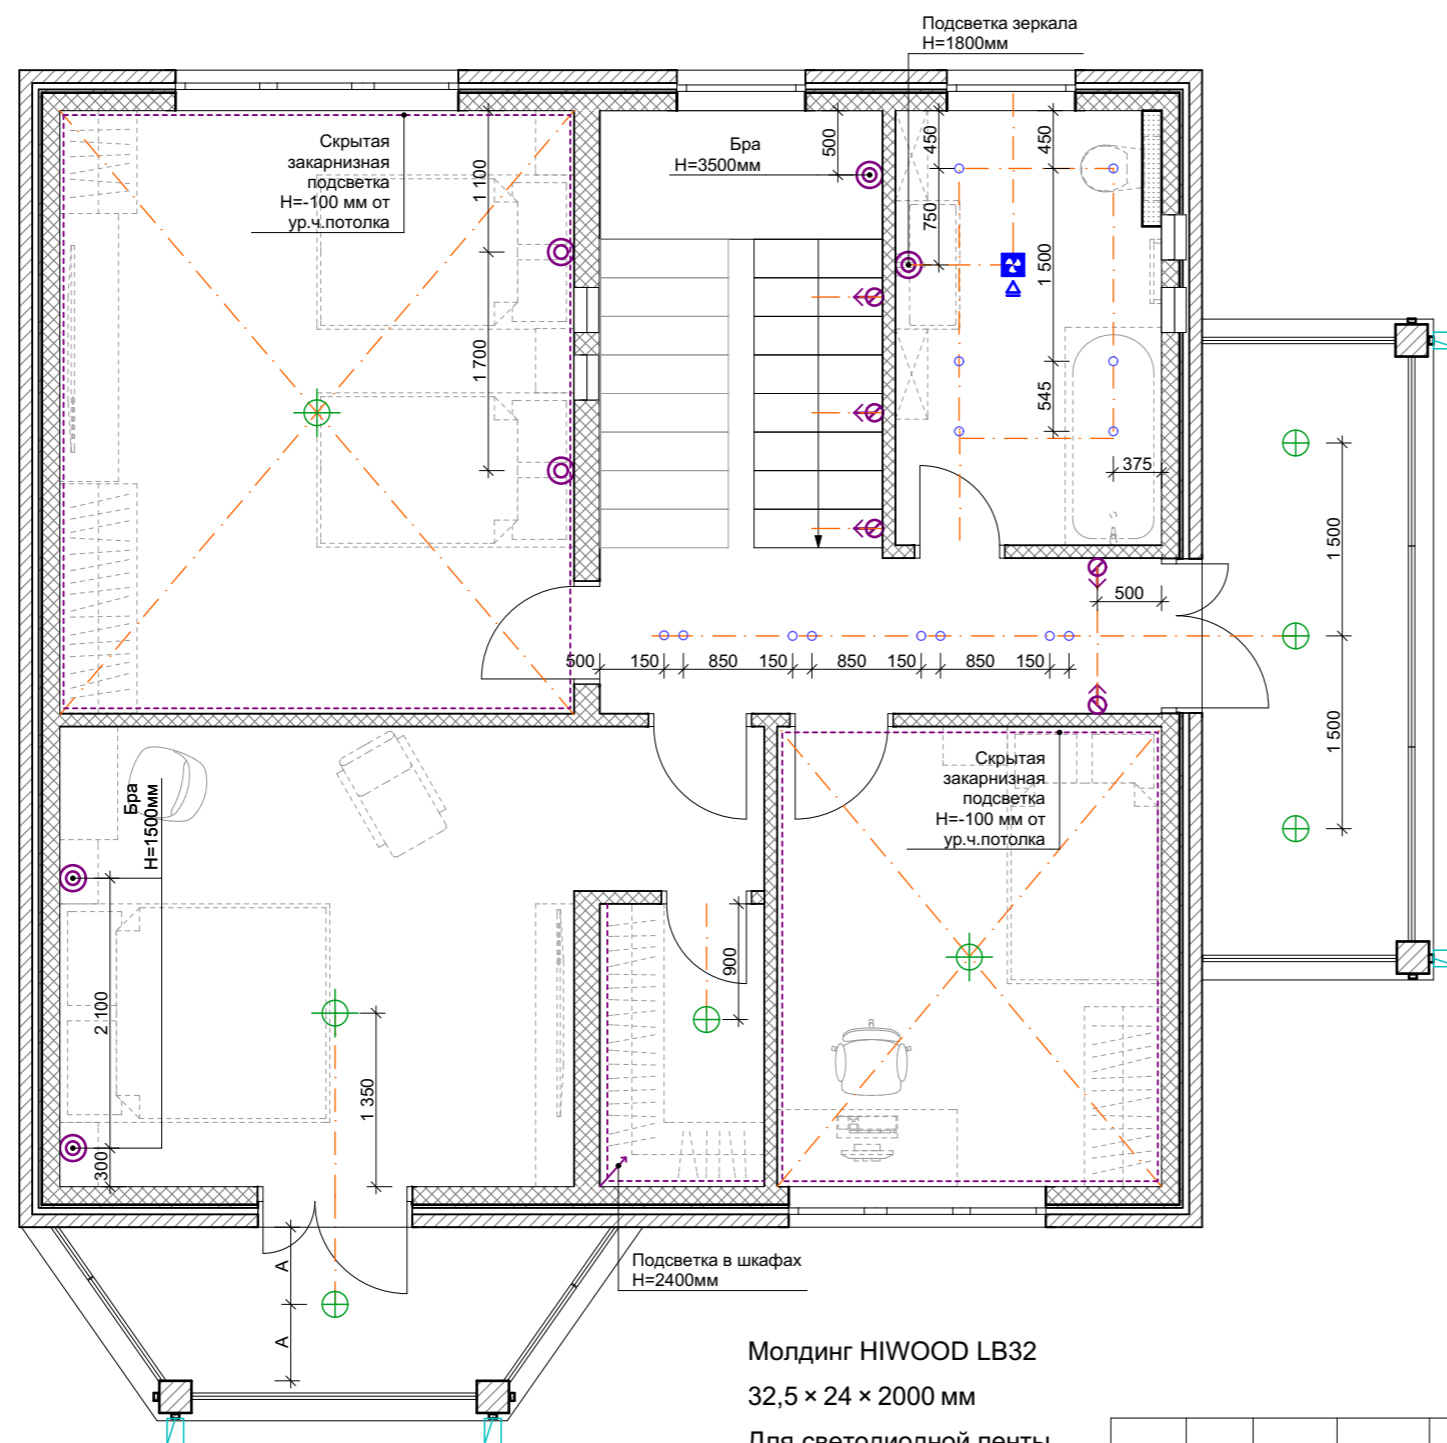 Подсветка зеркала
H=1800мм
Скрытая
закарнизная
подсветка
H=-100 мм от
ур.ч.потолка
1 100
1 700
Бра
H=3500мм
500
450
750
450
1 500
545
375
500
1 500
1 500
500
150
850
150
850
150
850
150
Бра
H=1500мм
2 100
300
1 350
900
Скрытая
закарнизная
подсветка
H=-100 мм от
ур.ч.потолка
A
A
Подсветка в шкафах
H=2400мм
Молдинг HIWOOD LB32
32,5 × 24 × 2000 мм
Для светодиодной ленты